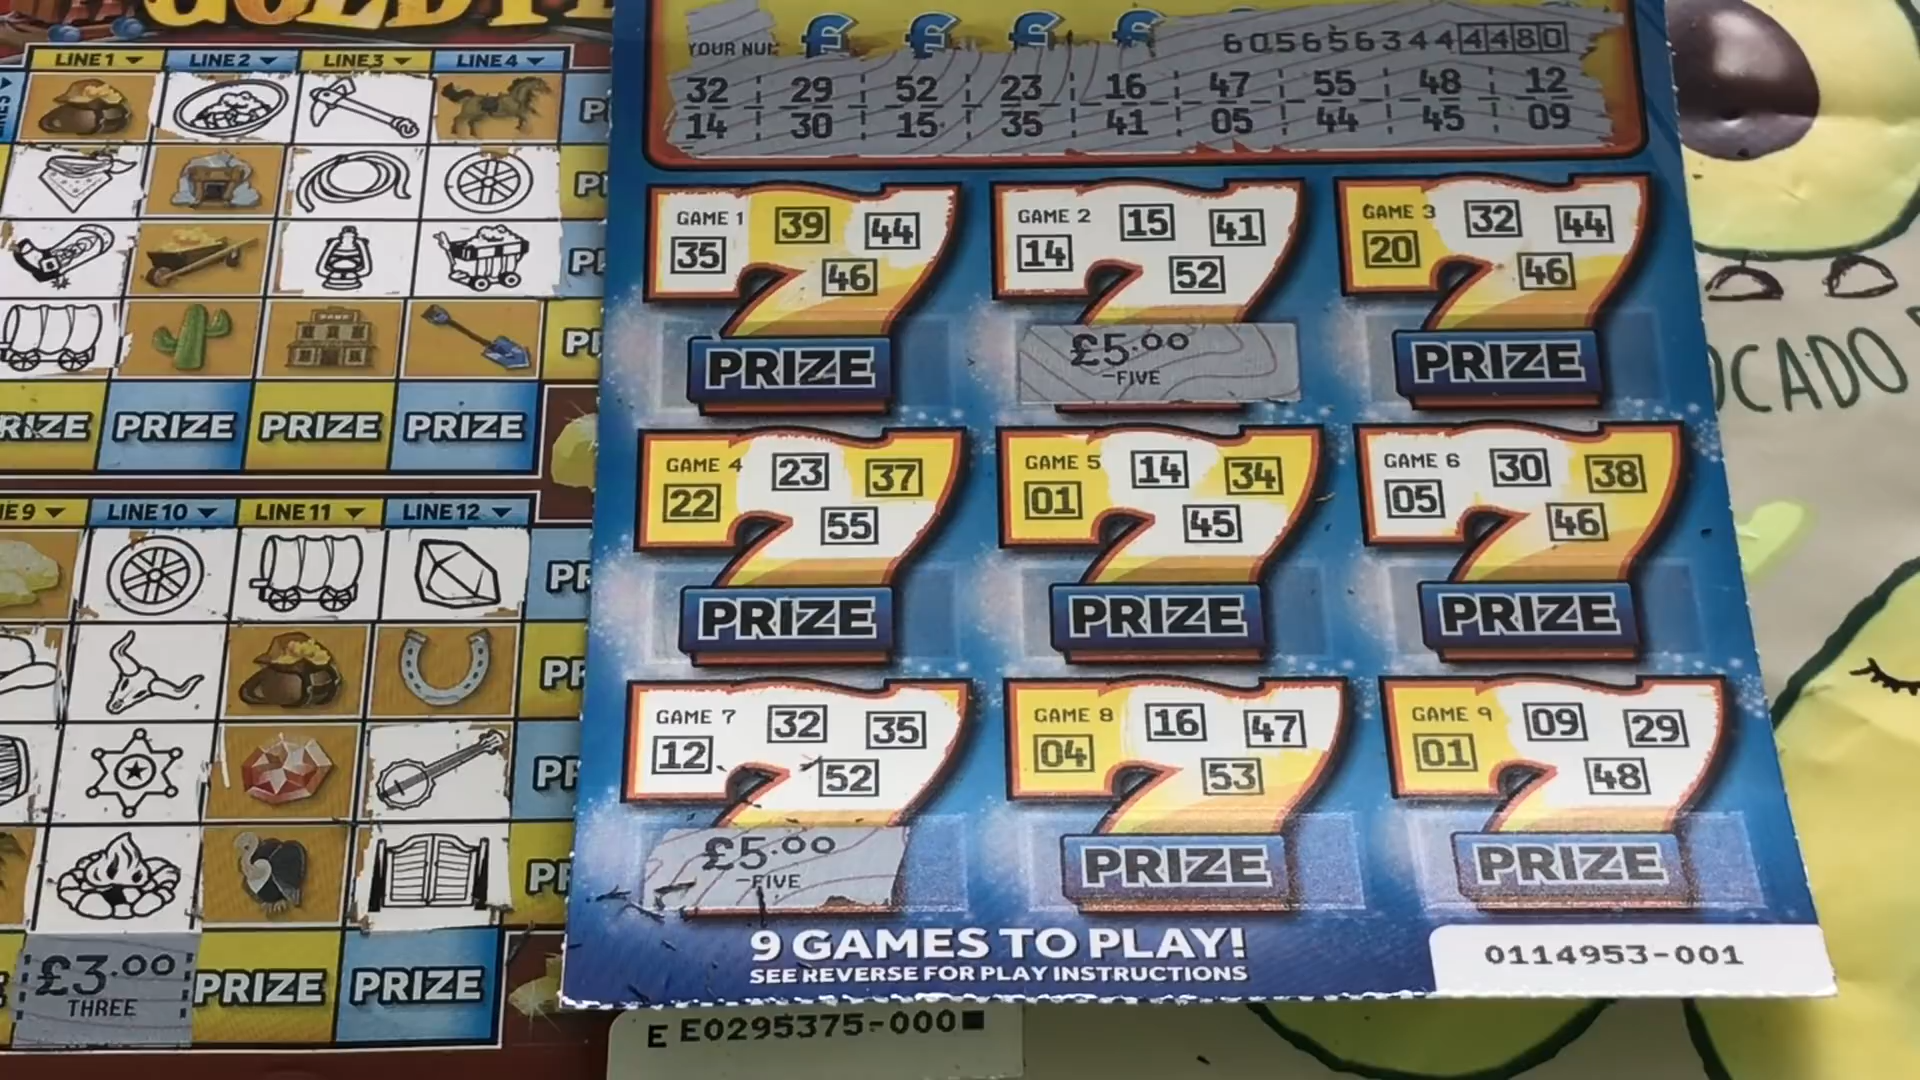 LINE 1 LINE 2 LINE 3 LINE 4
PRIZE PRIZE PRIZE
LINE 10 LINE 11 LINE 12
£3.00
THREE
PRIZE PRIZE
YOUR
£ £ £ £
6056563444480
32 29 52 23 16 47 55 48 12
14 30 15 35 41 05 44 45 09
GAME 1 39 44
35 46
PRIZE
GAME 2 15 41
14 52
£5.00
FIVE
GAME 3 32 44
20 46
PRIZE
GAME 4 23 37
22 55
PRIZE
GAME 5 14 34
01 45
PRIZE
GAME 6 30 38
05 46
PRIZE
GAME 7 32 35
12 52
£5.00
FIVE
GAME 8 16 47
04 53
PRIZE
GAME 9 09 29
01 48
PRIZE
9 GAMES TO PLAY!
SEE REVERSE FOR PLAY INSTRUCTIONS
0114953-001
E E0295375-000